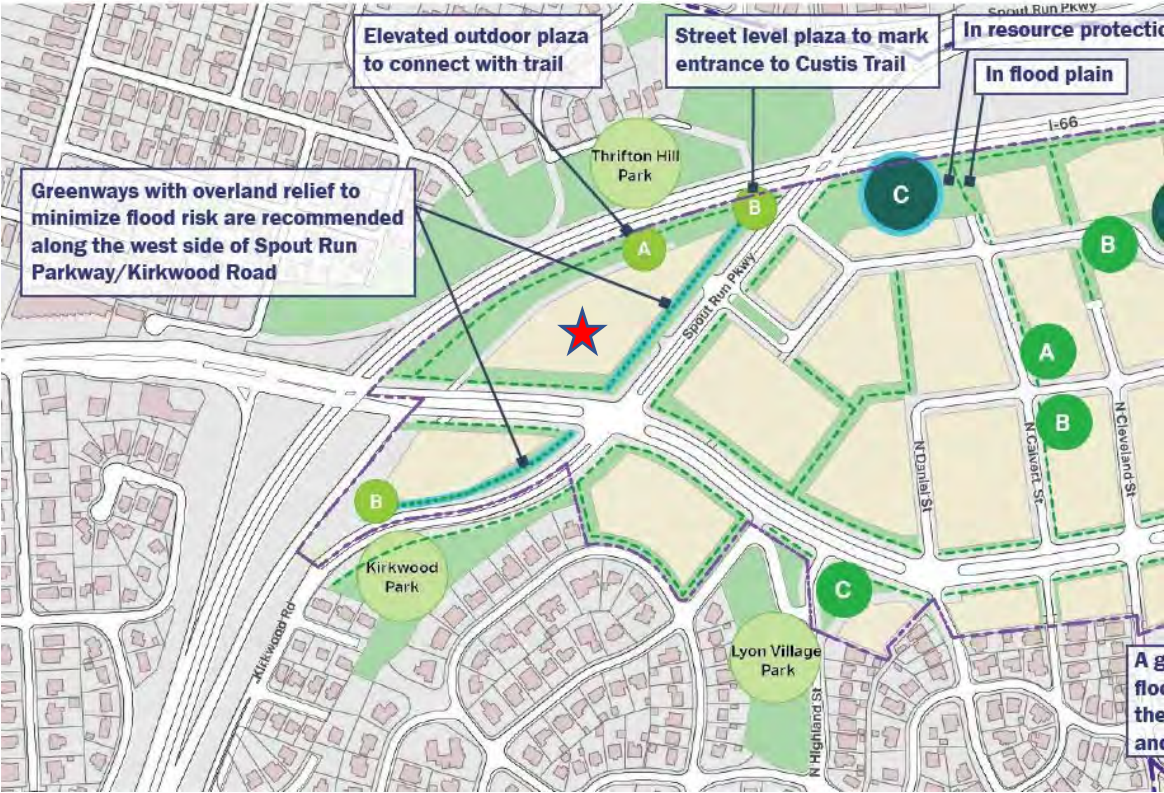 Spout Run Pkwy
Elevated outdoor plaza
to connect with trail
Street level plaza to mark
entrance to Custis Trail
In resource protectio
In flood plain
I-66
Thrifton Hill
Park
Greenways with overland relief to
minimize flood risk are recommended
along the west side of Spout Run
Parkway/Kirkwood Road
C
B
A
B
Spout Run Pkwy
A
B
B
N Daniel St
N Calvert St.
N Cleveland St
Kirkwood
Park
C
Kirkwood Rd
Lyon Village
Park
N Highland St
A g
floo
the
and